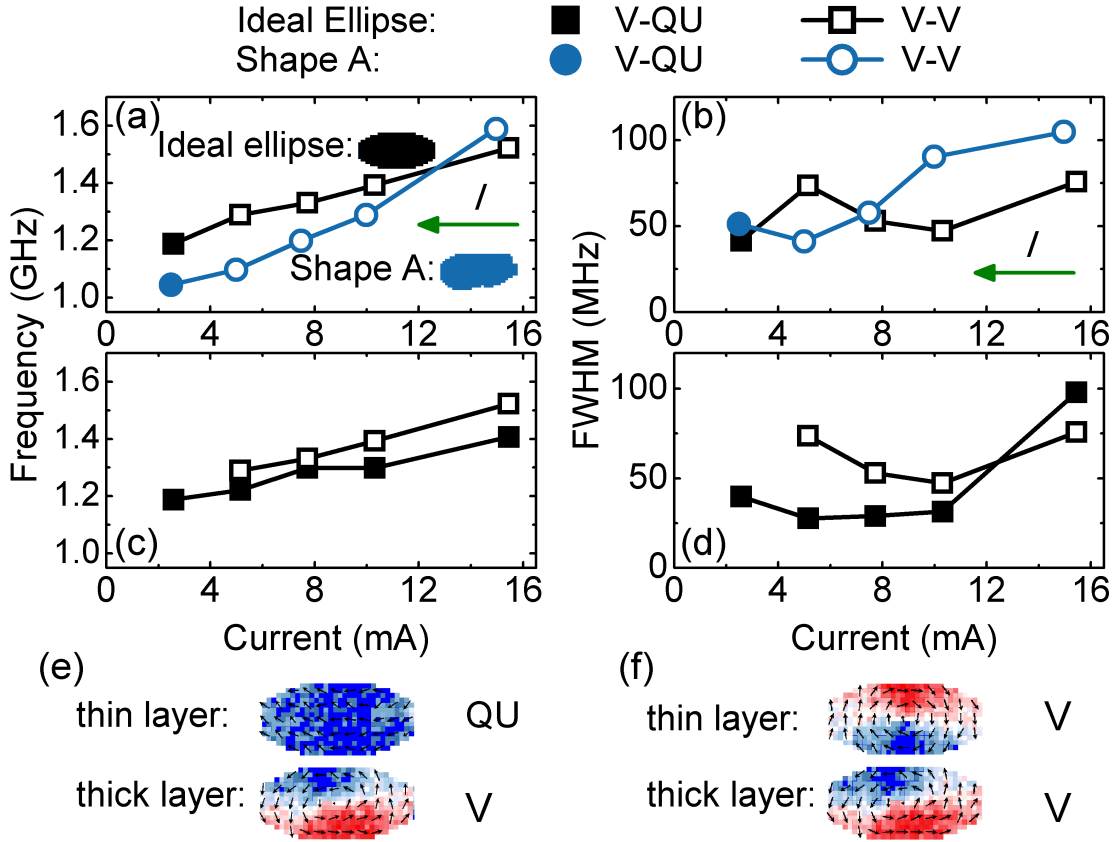 Ideal Ellipse: V-QU V-V
Shape A: V-QU V-V
(a) (b)
Ideal ellipse:
I
Shape A:
I
Frequency (GHz)
1.6
1.4
1.2
1.0
0 4 8 12 16
FWHM (MHz)
100
50
0
0 4 8 12 16
(c) (d)
1.6
1.4
1.2
1.0
0 4 8 12 16
Current (mA)
100
50
0
0 4 8 12 16
Current (mA)
(e)
thin layer: QU
thick layer: V
(f)
thin layer: V
thick layer: V